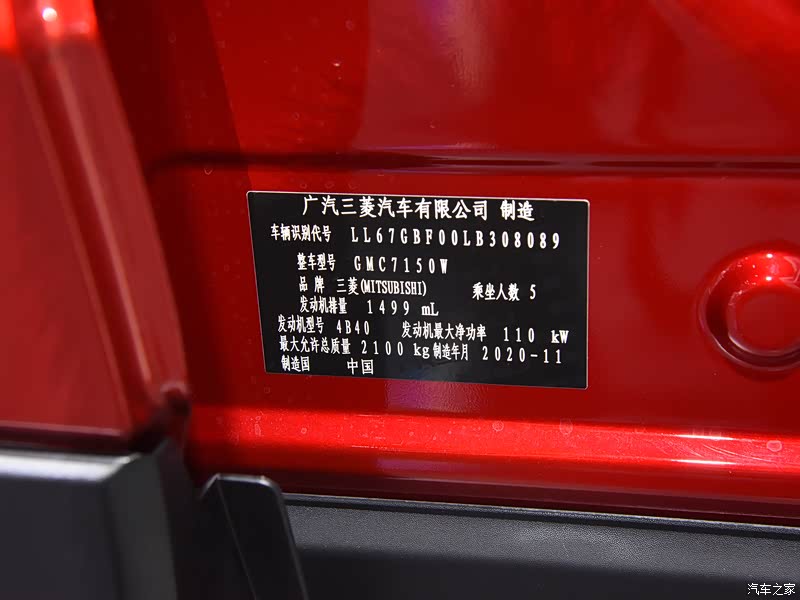 广汽三菱汽车有限公司 制造
车辆识别代号 LL67GBF00LB308089
整车型号 GMC7150W
品牌 三菱(MITSUBISHI) 乘坐人数 5
发动机排量 1499 mL
发动机型号 4B40 发动机最大净功率 110 kW
最大允许总质量 2100 kg 制造年月 2020-11
制造国 中国
汽车之家